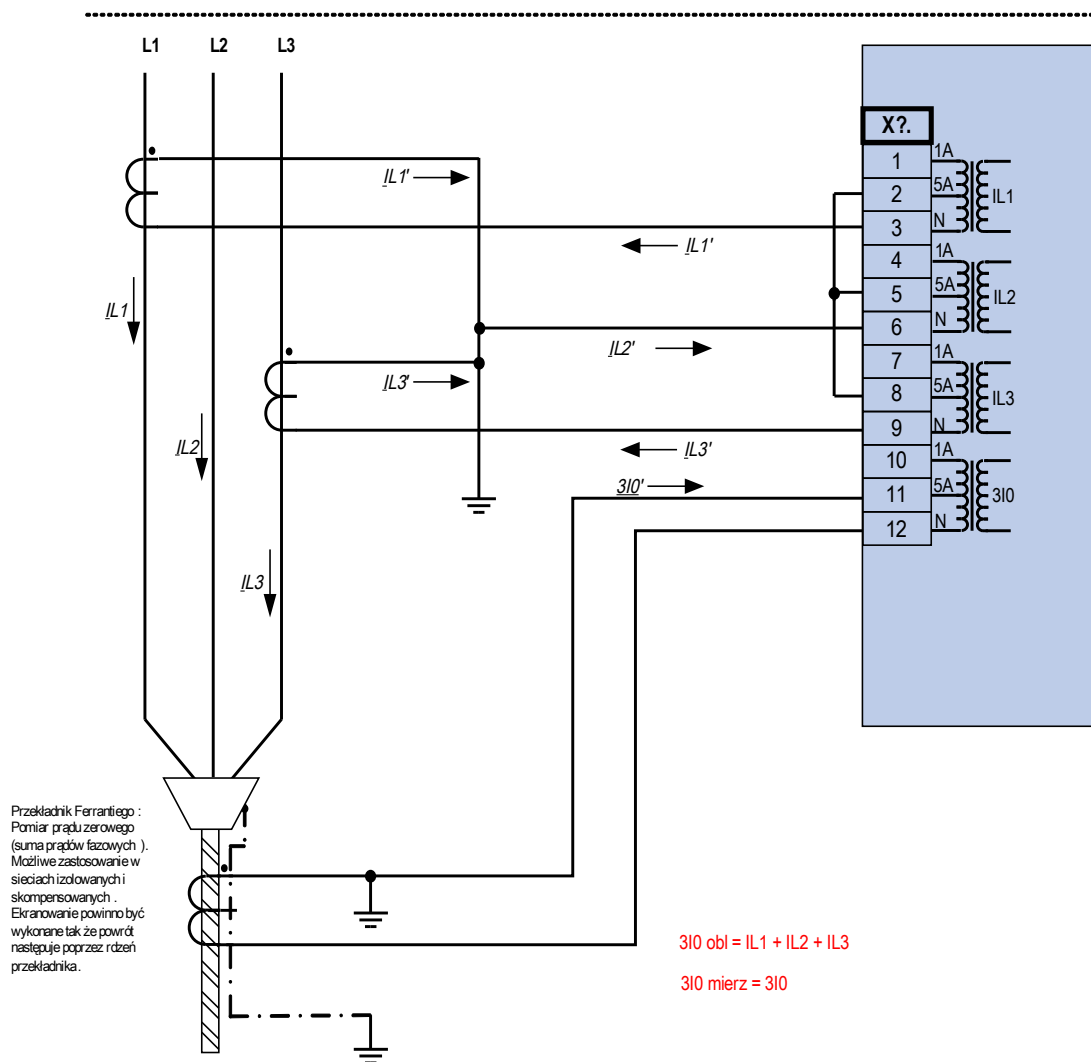 L1 L2 L3
X?.
1 1A
2 5A IL1
3 N
4 1A
5 5A IL2
6 N
7 1A
8 5A IL3
9 N
10 1A
11 5A 3I0
12 N
IL1'
IL1'
IL1
IL2'
IL3'
IL2
IL3'
3I0'
IL3
Przekładnik Ferrantiego :
Pomiar prądu zerowego
(suma prądów fazowych ).
Możliwe zastosowanie w
sieciach izolowanych i
skompensowanych .
Ekranowanie powinno być
wykonane tak że powrót
następuje poprzez rdzeń
przekładnika.
3I0 obl = IL1 + IL2 + IL3
3I0 mierz = 3I0